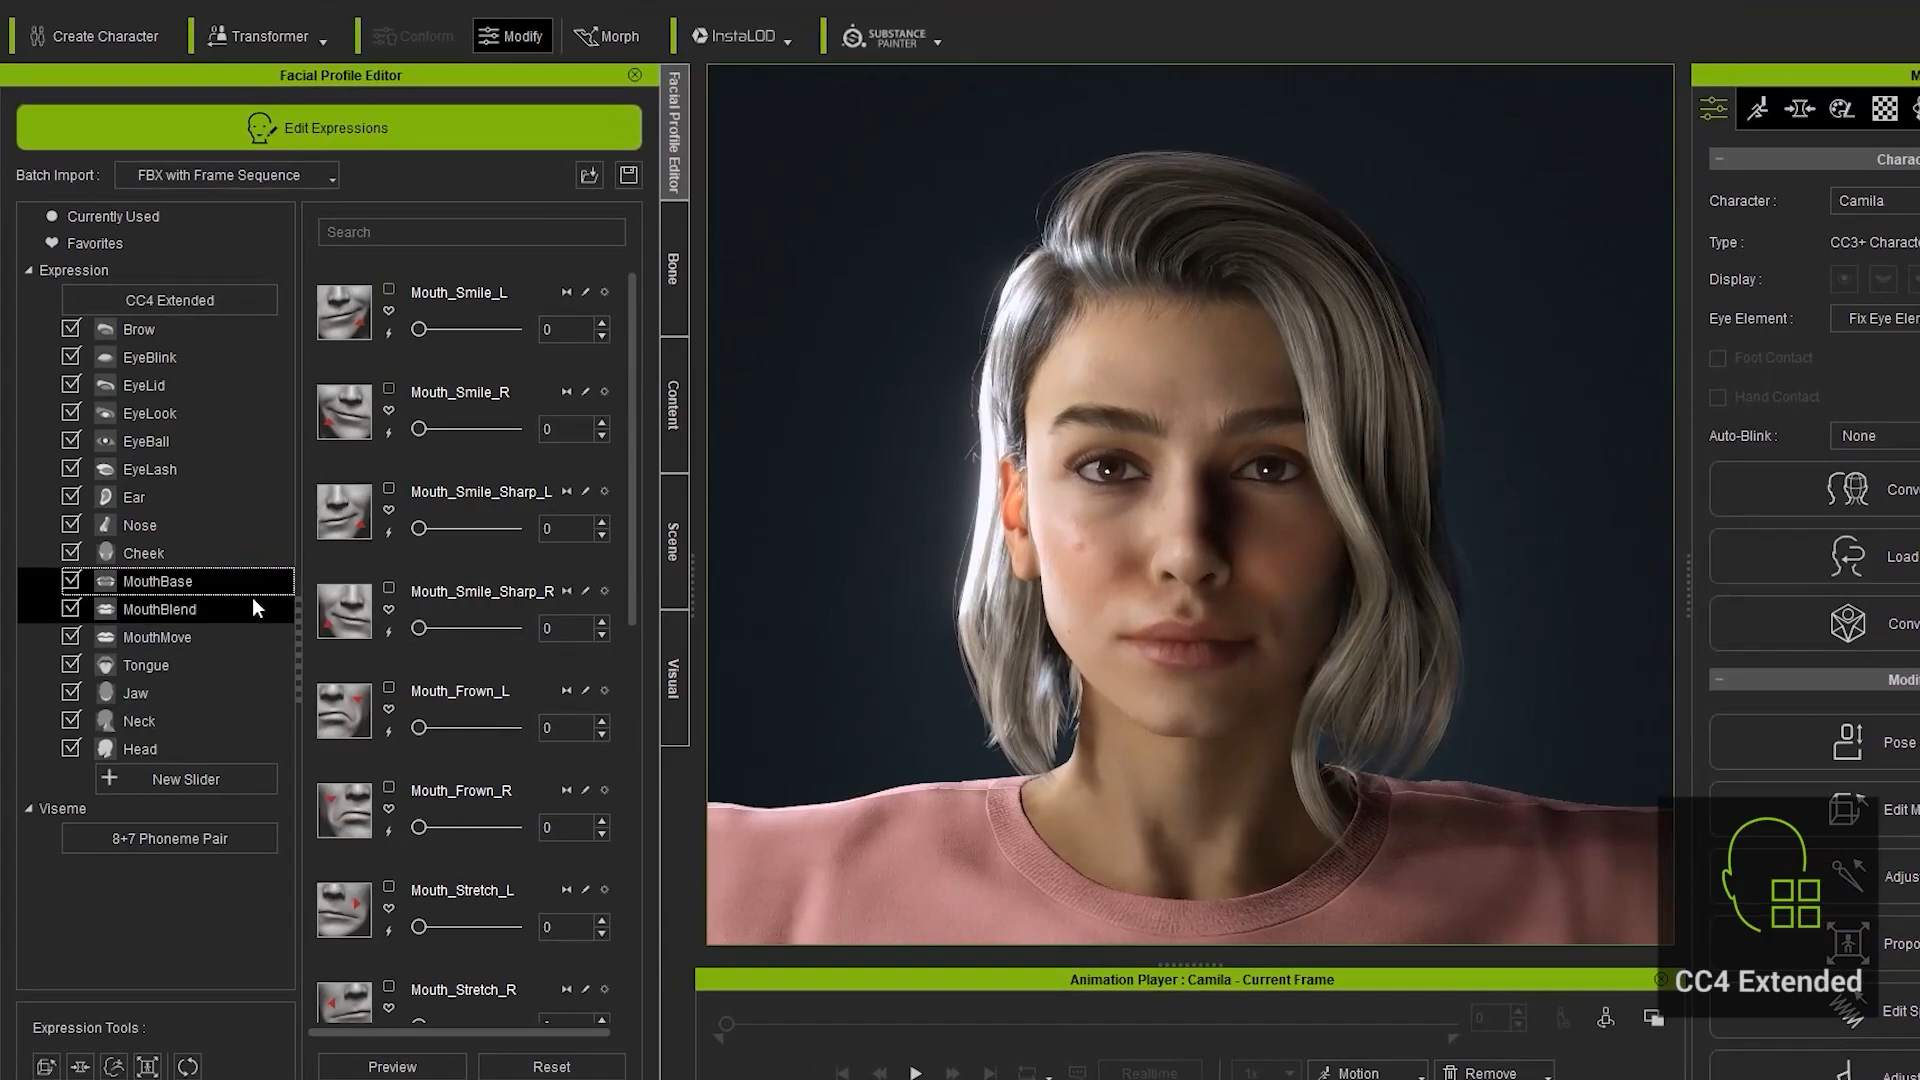 Create Character
Transformer
Conform
Modify
Morph
InstaLOD
SUBSTANCE
PAINTER
Facial Profile Editor
Edit Expressions
Batch Import :
FBX with Frame Sequence
Currently Used
Favorites
Expression
CC4 Extended
Brow
EyeBlink
EyeLid
EyeLook
EyeBall
EyeLash
Ear
Nose
Cheek
MouthBase
MouthBlend
MouthMove
Tongue
Jaw
Neck
Head
New Slider
Viseme
8+7 Phoneme Pair
Expression Tools :
Search
Mouth_Smile_L
0
Mouth_Smile_R
0
Mouth_Smile_Sharp_L
0
Mouth_Smile_Sharp_R
0
Mouth_Frown_L
0
Mouth_Frown_R
0
Mouth_Stretch_L
0
Mouth_Stretch_R
Preview
Reset
Facial Profile Editor
Bone
Content
Scene
Visual
Animation Player : Camila - Current Frame
0
Realtime
1x
Motion
Remove
M
Charac
Character :
Camila
Type :
CC3+ Charact
Display :
Eye Element :
Fix Eye Eler
Foot Contact
Hand Contact
Auto-Blink :
None
Conv
Load
Conv
Modi
Pose
Edit M
Adjus
Propo
CC4 Extended
Edit S
Adjus